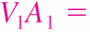 V₁A₁ =